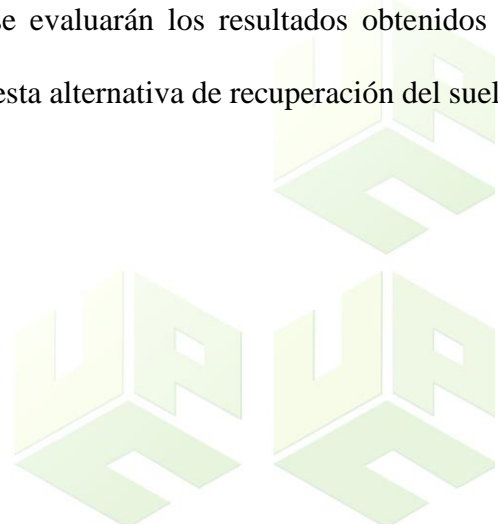 se evaluarán los resultados obtenidos
esta alternativa de recuperación del suel